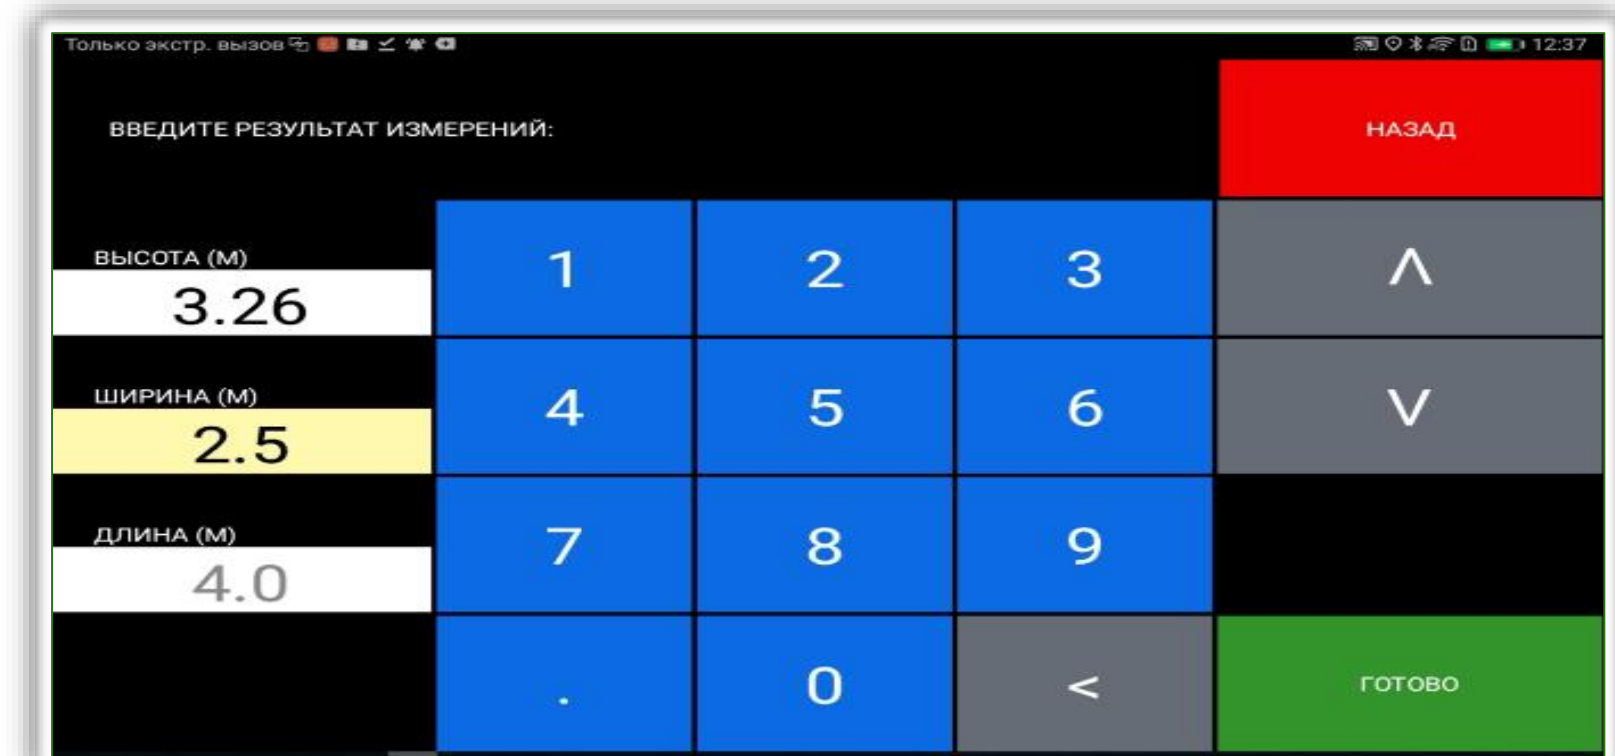 Только экстр. вызов
12:37
ВВЕДИТЕ РЕЗУЛЬТАТ ИЗМЕРЕНИЙ:
НАЗАД
ВЫСОТА (М)
3.26
1 2 3 Λ
ШИРИНА (М)
2.5
4 5 6 V
ДЛИНА (М)
4.0
7 8 9
. 0 <
ГОТОВО